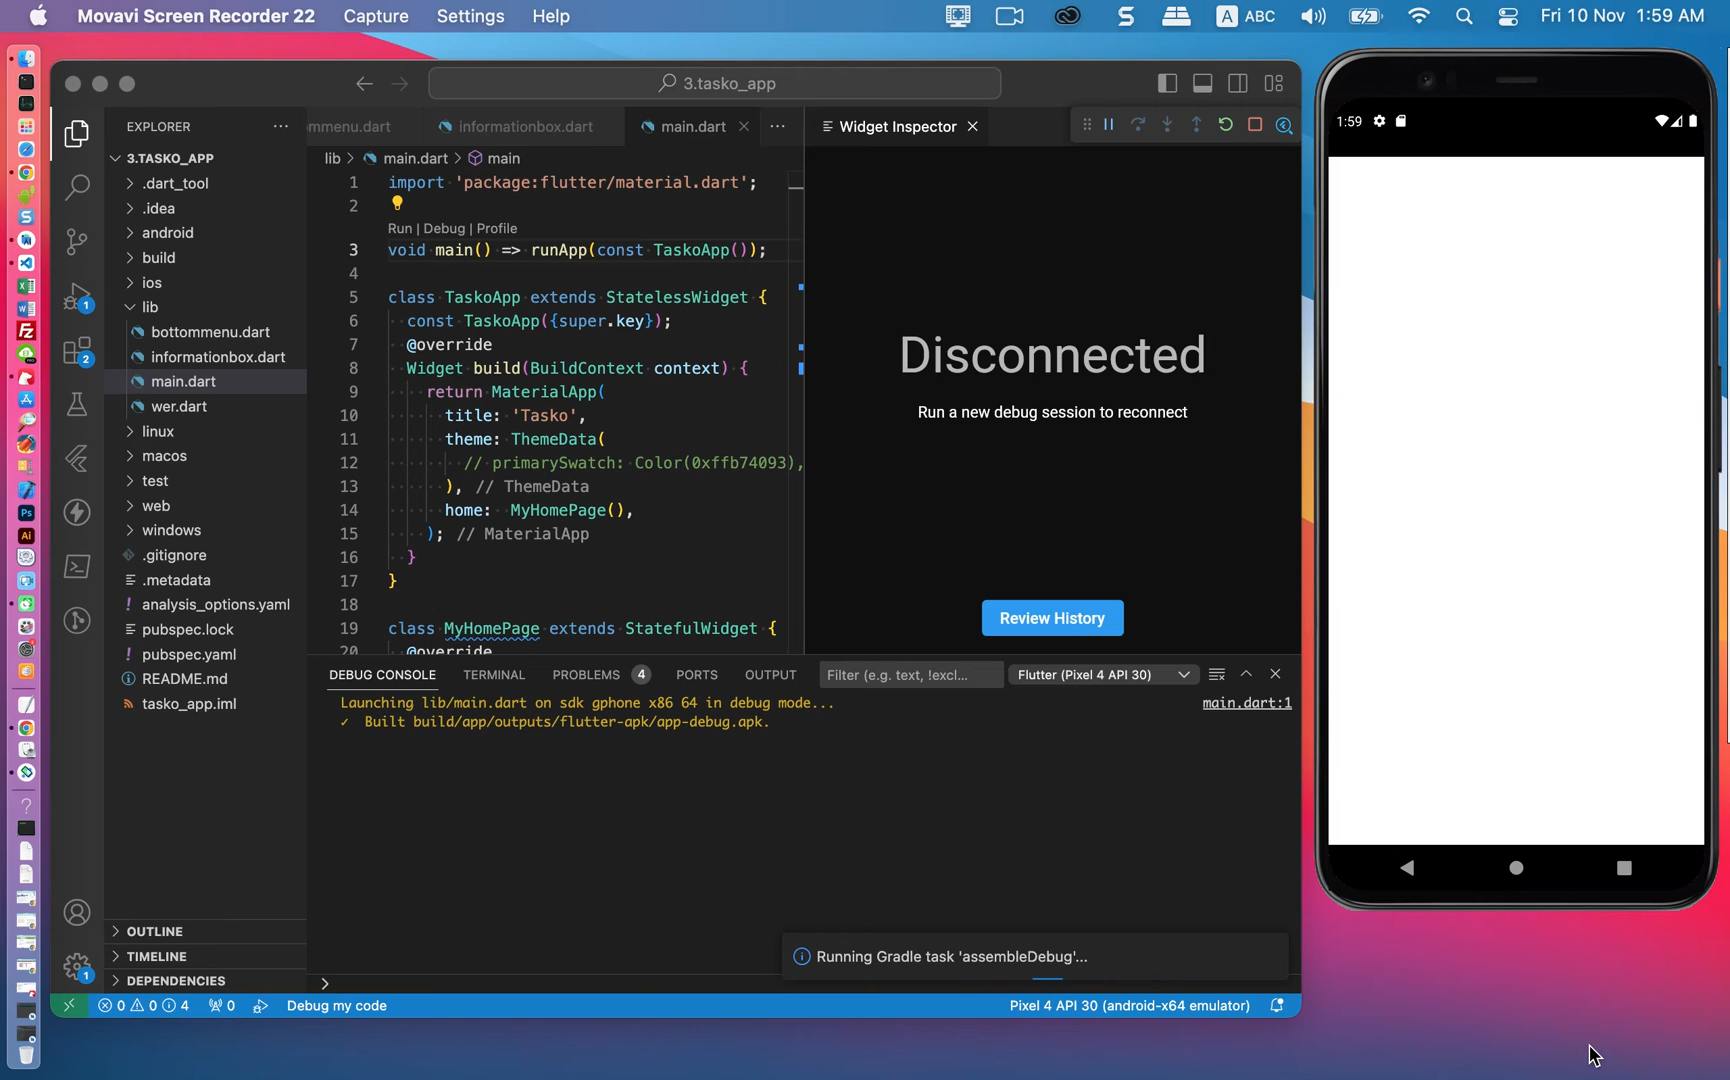 Movavi Screen Recorder 22 Capture Settings Help
A ABC Fri 10 Nov 1:59 AM
3.tasko_app
EXPLORER
3.TASKO_APP
.dart_tool
.idea
android
build
ios
lib
bottommenu.dart
informationbox.dart
main.dart
wer.dart
linux
macos
test
web
windows
.gitignore
.metadata
analysis_options.yaml
pubspec.lock
pubspec.yaml
README.md
tasko_app.iml
OUTLINE
TIMELINE
DEPENDENCIES
1
2
1
ommenu.dart informationbox.dart main.dart
lib > main.dart > main
1 import 'package:flutter/material.dart';
2
Run | Debug | Profile
3 void main() => runApp(const TaskoApp());
4
5 class TaskoApp extends StatelessWidget {
6 const TaskoApp({super.key});
7 @override
8 Widget build(BuildContext context) {
9 return MaterialApp(
10 title: 'Tasko',
11 theme: ThemeData(
12 // primarySwatch: Color(0xffb74093),
13 ), // ThemeData
14 home: MyHomePage(),
15 ); // MaterialApp
16 }
17 }
18
19 class MyHomePage extends StatefulWidget {
20 @override
Widget Inspector
Disconnected
Run a new debug session to reconnect
Review History
DEBUG CONSOLE TERMINAL PROBLEMS 4 PORTS OUTPUT Filter (e.g. text, !excl... Flutter (Pixel 4 API 30)
Launching lib/main.dart on sdk gphone x86 64 in debug mode... main.dart:1
✓ Built build/app/outputs/flutter-apk/app-debug.apk.
Running Gradle task 'assembleDebug'...
0 0 4 0 Debug my code Pixel 4 API 30 (android-x64 emulator)
1:59